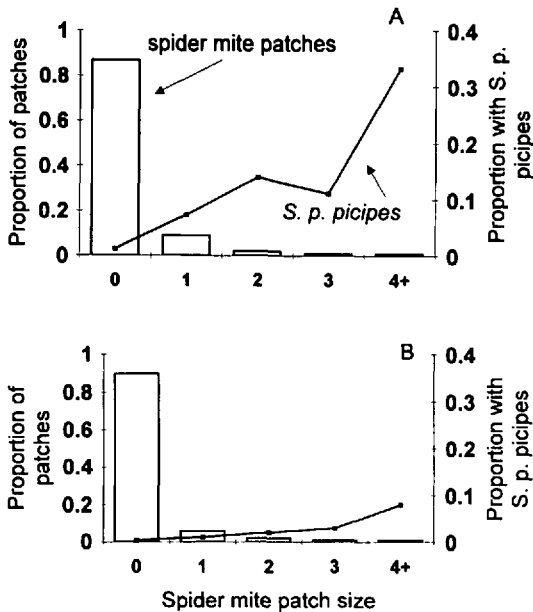 A
spider mite patches
S. p. picipes
Proportion of patches
1
0.8
0.6
0.4
0.2
0
0.4
0.3
0.2
0.1
0
Proportion with S. p.
picipes
0 1 2 3 4+
B
Proportion of
patches
1
0.8
0.6
0.4
0.2
0
0.4
0.3
0.2
0.1
0
Proportion with
S. p. picipes
0 1 2 3 4+
Spider mite patch size